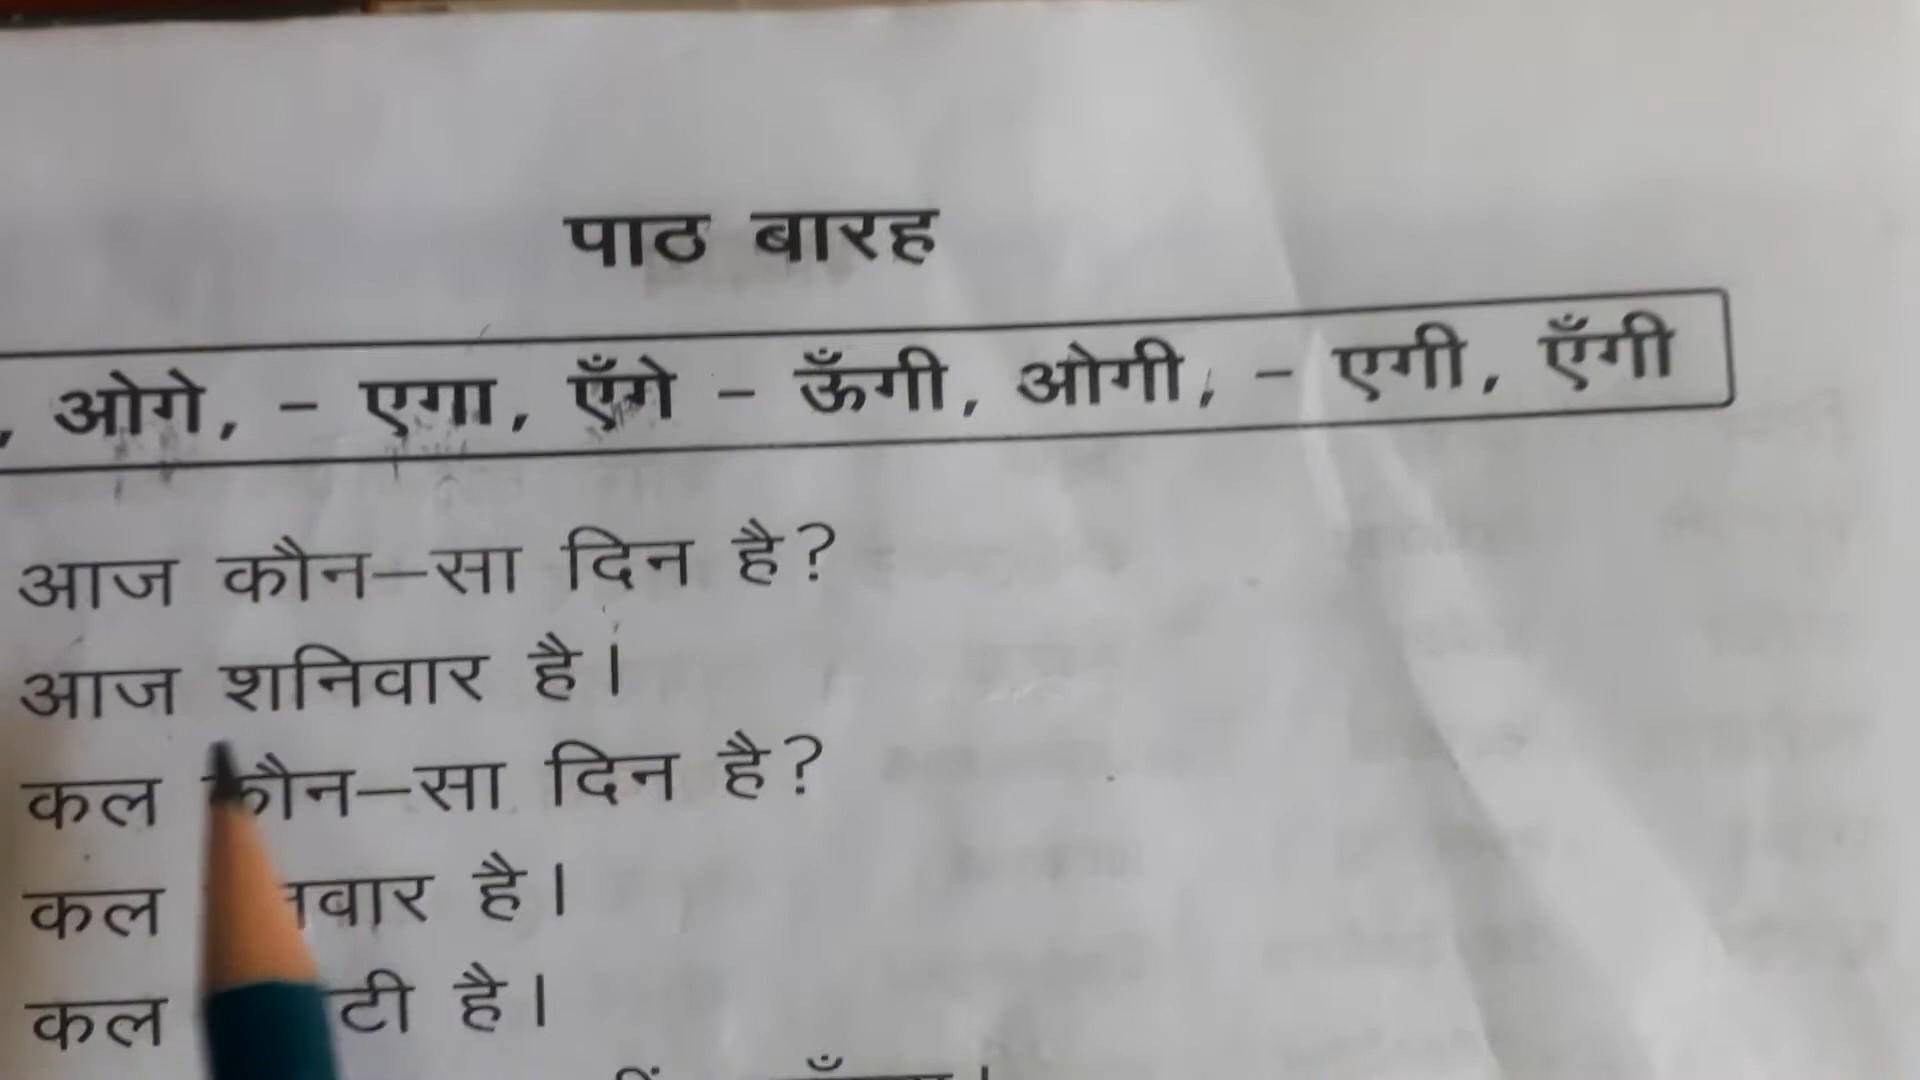 पाठ बारह
, ओगे, – एगा, एँगे – ऊँगी, ओगी, – एगी, एँगी
आज कौन–सा दिन है?
आज शनिवार है।
कल कौन–सा दिन है?
कल है।
कल है।